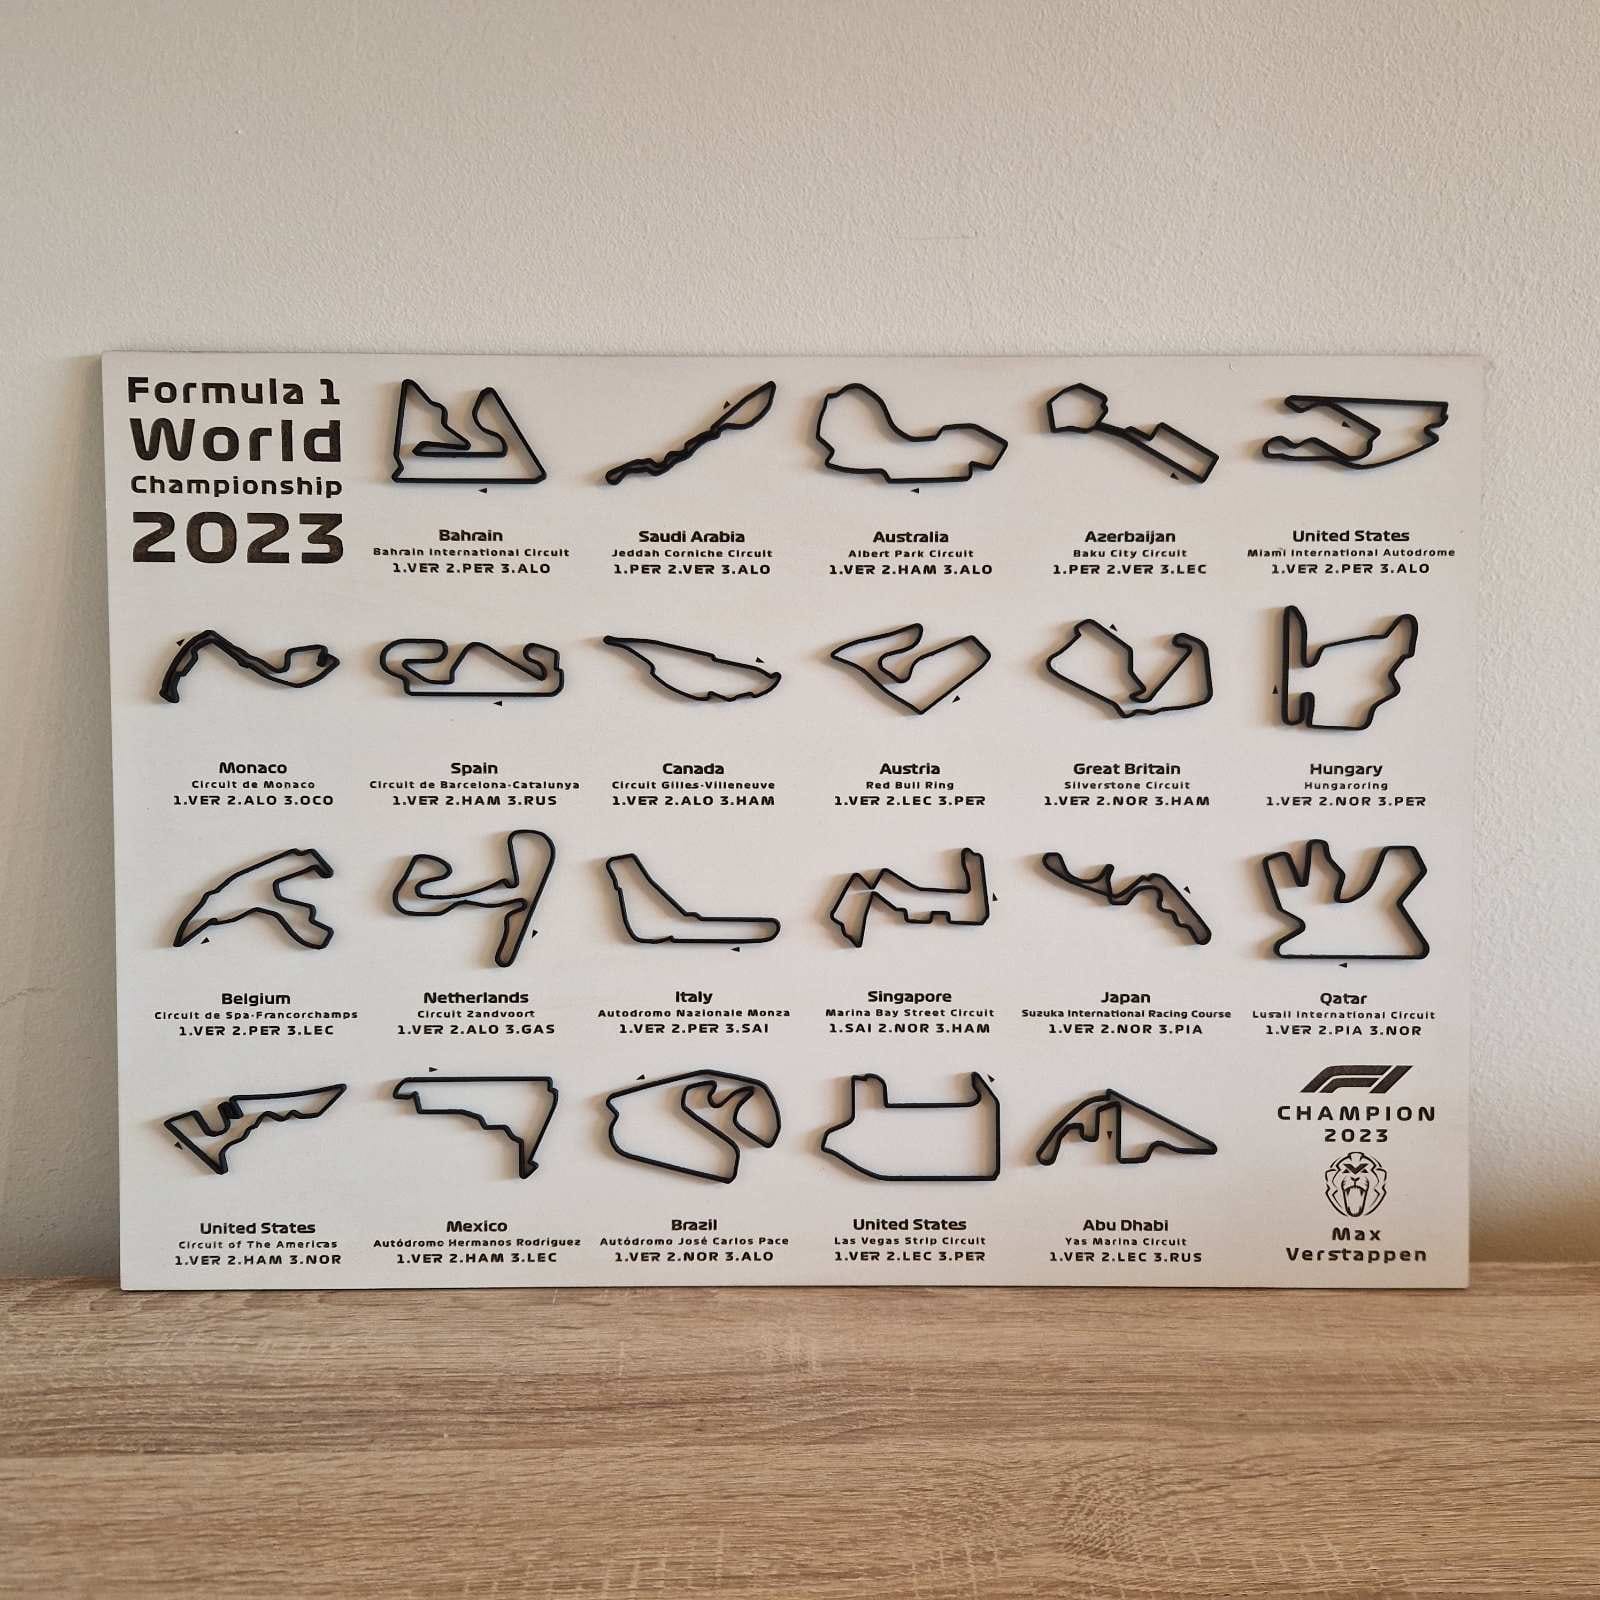 Formula 1
World
Championship
2023
Bahrain
Bahrain International Circuit
1.VER 2.PER 3.ALO
Saudi Arabia
Jeddah Corniche Circuit
1.PER 2.VER 3.ALO
Australia
Albert Park Circuit
1.VER 2.HAM 3.ALO
Azerbaijan
Baku City Circuit
1.PER 2.VER 3.LEC
United States
Miami International Autodrome
1.VER 2.PER 3.ALO
Monaco
Circuit de Monaco
1.VER 2.ALO 3.OCO
Spain
Circuit de Barcelona-Catalunya
1.VER 2.HAM 3.RUS
Canada
Circuit Gilles-Villeneuve
1.VER 2.ALO 3.HAM
Austria
Red Bull Ring
1.VER 2.LEC 3.PER
Great Britain
Silverstone Circuit
1.VER 2.NOR 3.HAM
Hungary
Hungaroring
1.VER 2.NOR 3.PER
Belgium
Circuit de Spa-Francorchamps
1.VER 2.PER 3.LEC
Netherlands
Circuit Zandvoort
1.VER 2.ALO 3.GAS
Italy
Autodromo Nazionale Monza
1.VER 2.PER 3.SAI
Singapore
Marina Bay Street Circuit
1.SAI 2.NOR 3.HAM
Japan
Suzuka International Racing Course
1.VER 2.NOR 3.PIA
Qatar
Lusail International Circuit
1.VER 2.PIA 3.NOR
United States
Circuit of The Americas
1.VER 2.HAM 3.NOR
Mexico
Autódromo Hermanos Rodriguez
1.VER 2.HAM 3.LEC
Brazil
Autódromo José Carlos Pace
1.VER 2.NOR 3.ALO
United States
Las Vegas Strip Circuit
1.VER 2.LEC 3.PER
Abu Dhabi
Yas Marina Circuit
1.VER 2.LEC 3.RUS
F1
CHAMPION
2023
Max
Verstappen